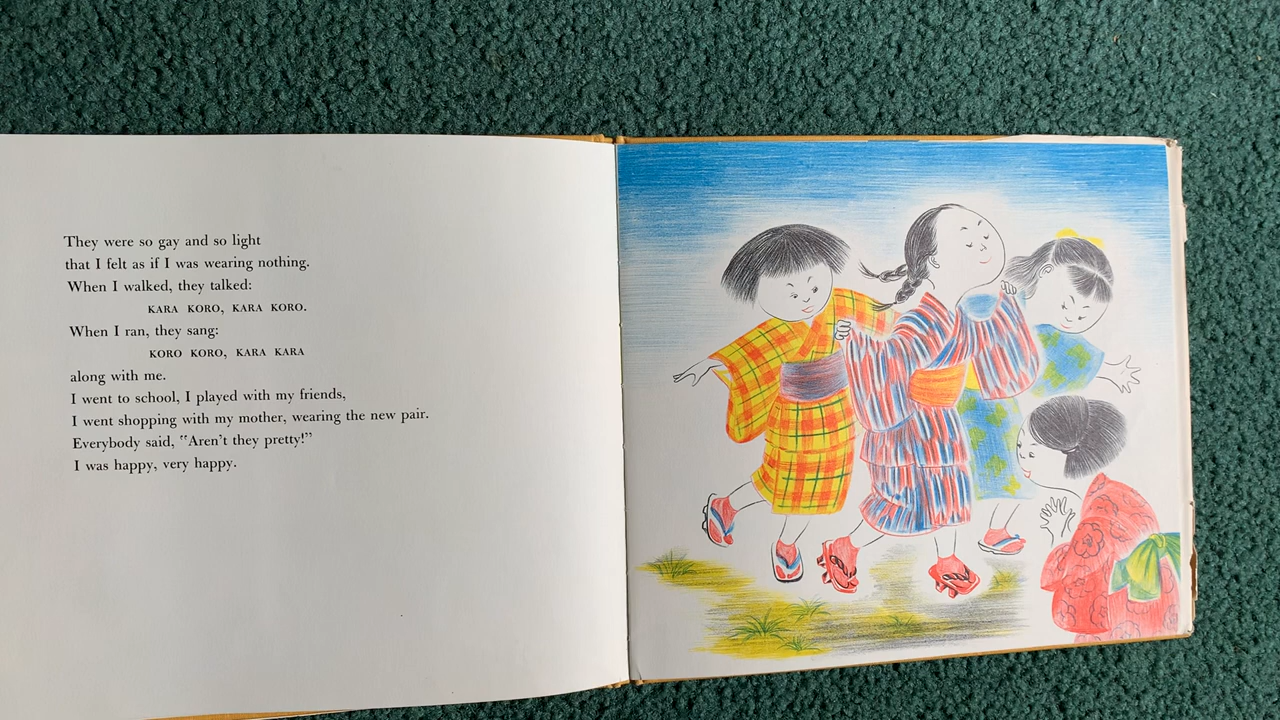 They were so gay and so light
that I felt as if I was wearing nothing.
When I walked, they talked:
KARA KORO, KARA KORO.
When I ran, they sang:
KORO KORO, KARA KARA
along with me.
I went to school, I played with my friends,
I went shopping with my mother, wearing the new pair.
Everybody said, "Aren't they pretty!"
I was happy, very happy.